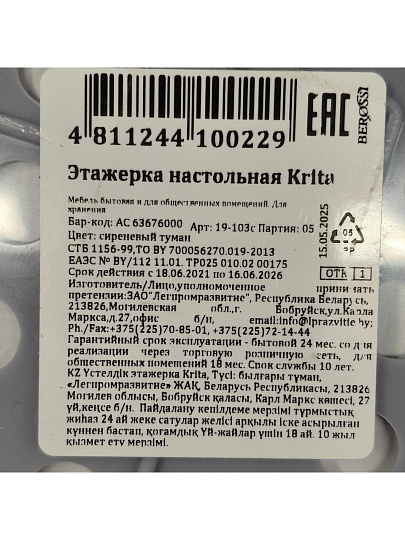 4 811244 100229
EAC
BEROSSI
Этажерка настольная Krita
Мебель бытовая и для общественных помещений. Для
хранения
Бар-код: АС 63676000 Арт: 19-103с Партия: 05
Цвет: сиреневый туман
СТБ 1156-99,ТО BY 700056270.019-2013
ЕАЭС № BY/112 11.01. ТР025 010.02 00175
Срок действия с 18.06.2021 по 16.06.2026
15.05.2025
05
PP
ОТК 1
Изготовитель/Лицо,уполномоченное принимать
претензии:ЗАО"Легпромразвитие", Республика Беларусь,
213826,Могилевская обл.,г. Бобруйск,ул.Карла
Маркса,д.27,офис б/н, email:info@lprazvitie.by;
Ph./Fax:+375(225)70-85-01, +375(225)72-14-44
Гарантийный срок эксплуатации - бытовой 24 мес. со дня
реализации через торговую розничную сеть, для
общественных помещений 18 мес. Срок службы 10 лет.
KZ Үстелдік этажерка Krita, Түсі: былғары тұман,
«Легпромразвитие» ЖАҚ, Беларусь Республикасы, 213826
Могилев облысы, Бобруйск қаласы, Карл Маркс көшесі, 27
үй,кеңсе б/н. Пайдалану кепілдеме мерзімі тұрмыстық
жиһаз 24 ай жеке сатулар желісі арқылы іске асырылған
күннен бастап, қоғамдық Үй-жайлар үшін 18 ай. 10 жыл
қызмет ету мерзімі.